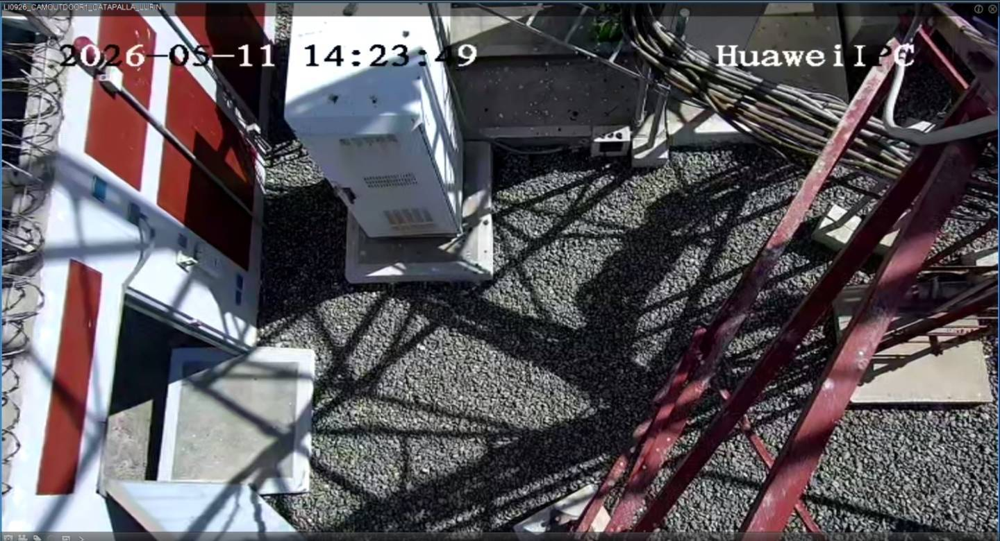 LI0926_CAMOUTDOOR1_CATAPALLA_LURIN
2026-05-11 14:23:49
HuaweiIPC